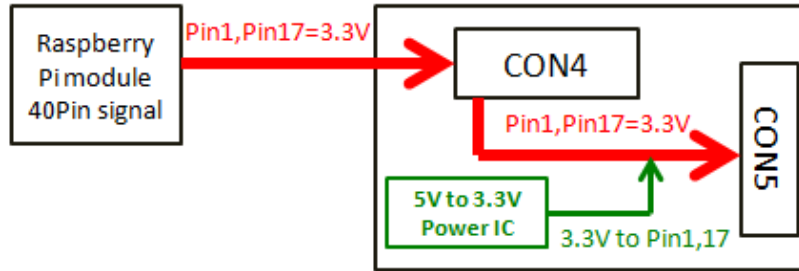 Raspberry
Pi module
40Pin signal
Pin1,Pin17=3.3V
CON4
Pin1,Pin17=3.3V
CON5
5V to 3.3V
Power IC
3.3V to Pin1,17